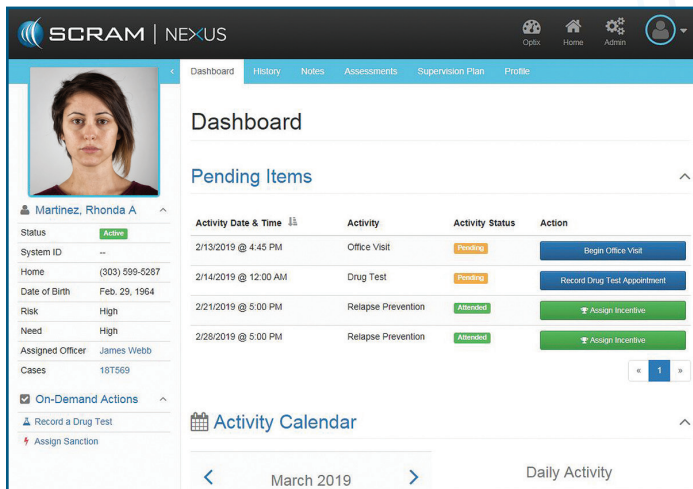 SCRAM | NEXUS
Optix Home Admin
Dashboard History Notes Assessments Supervision Plan Profile
Martinez, Rhonda A
Status Active
System ID --
Home (303) 599-5287
Date of Birth Feb. 29, 1964
Risk High
Need High
Assigned Officer James Webb
Cases 18T569
On-Demand Actions
Record a Drug Test
Assign Sanction
Dashboard
Pending Items
Activity Date & Time Activity Activity Status Action
2/13/2019 @ 4:45 PM Office Visit Pending Begin Office Visit
2/14/2019 @ 12:00 AM Drug Test Pending Record Drug Test Appointment
2/21/2019 @ 5:00 PM Relapse Prevention Attended Assign Incentive
2/28/2019 @ 5:00 PM Relapse Prevention Attended Assign Incentive
« 1 »
Activity Calendar
March 2019
Daily Activity